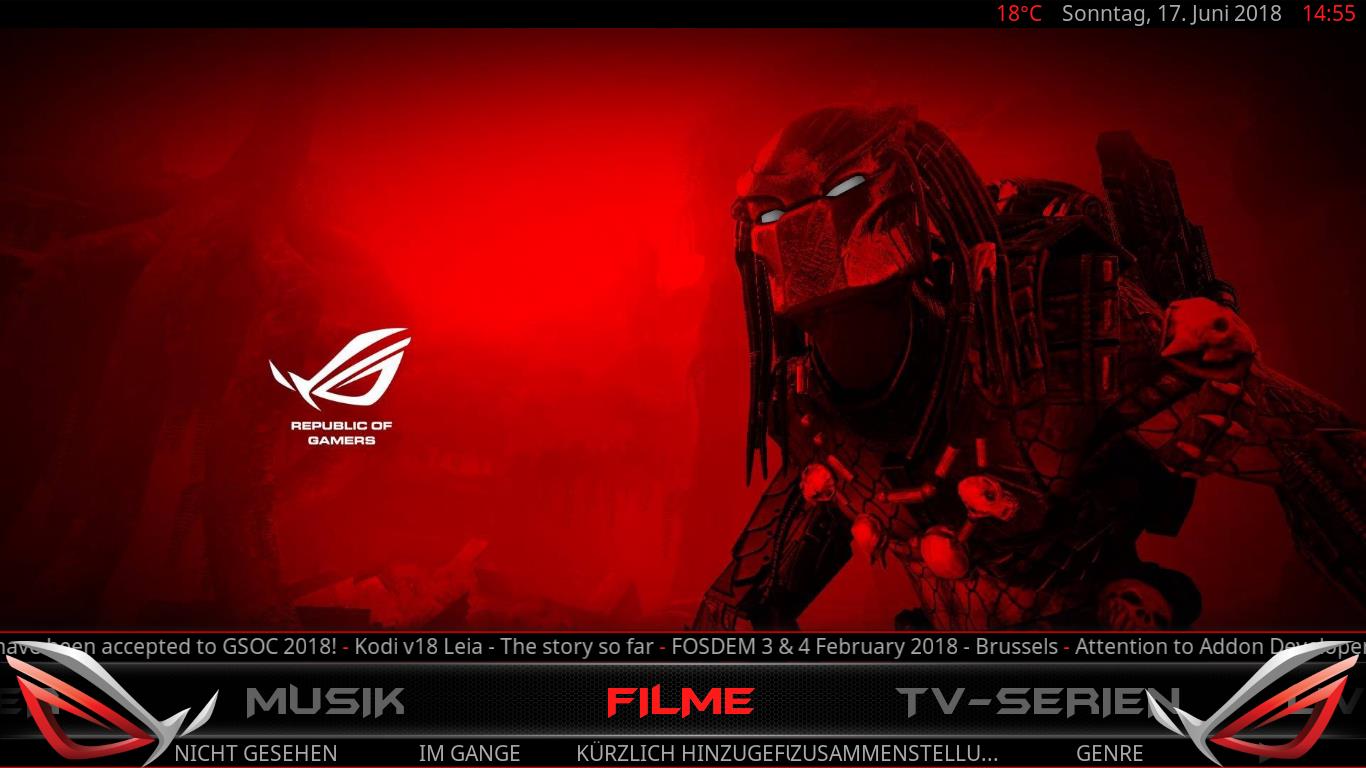 18°C Sonntag, 17. Juni 2018 14:55
REPUBLIC OF
GAMERS
been accepted to GSOC 2018! - Kodi v18 Leia - The story so far - FOSDEM 3 & 4 February 2018 - Brussels - Attention to Addon
MUSIK FILME TV-SERIEN
NICHT GESEHEN IM GANGE KÜRZLICH HINZUGEFÜ ZUSAMMENSTELLU... GENRE